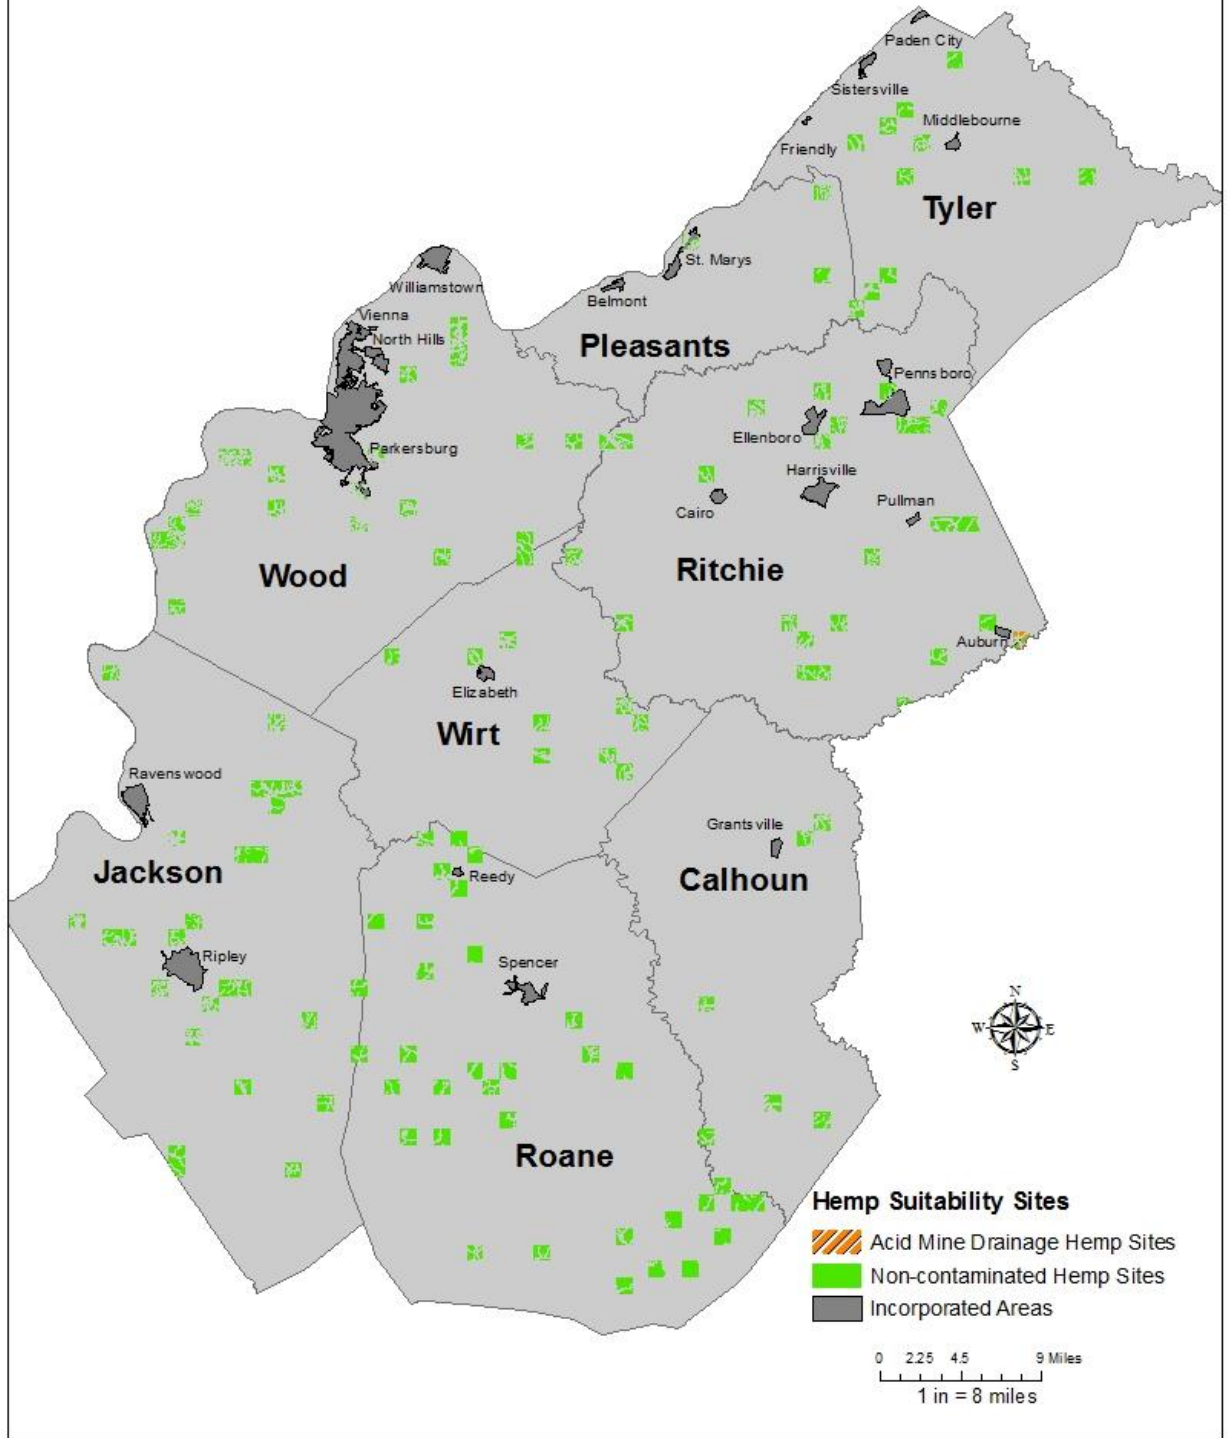 Paden City
Sistersville
Middlebourne
Friendly
Tyler
St. Marys
Williamstown
Belmont
Vienna
North Hills
Pleasants
Pennsboro
Ellenboro
Parkersburg
Harrisville
Cairo
Pullman
Wood
Ritchie
Auburn
Elizabeth
Wirt
Ravenswood
Grantsville
Jackson
Reedy
Calhoun
Ripley
Spencer
N
W
E
S
Roane
Hemp Suitability Sites
Acid Mine Drainage Hemp Sites
Non-contaminated Hemp Sites
Incorporated Areas
0 2.25 4.5 9 Miles
1 in = 8 miles